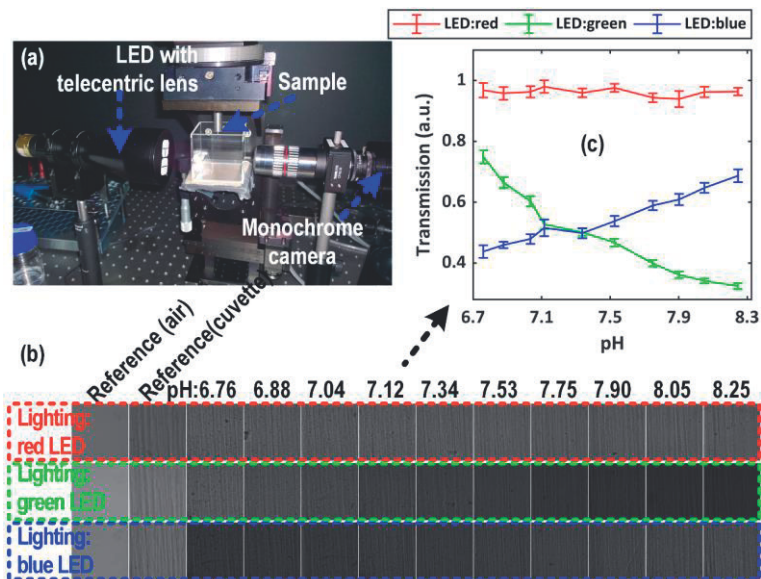 LED:red LED:green LED:blue
(a)
LED with
telecentric lens
Sample
Monochrome
camera
Transmission (a.u.)
1
0.8
0.6
0.4
(c)
6.7 7.1 7.5 7.9 8.3
pH
(b)
Reference (air)
Reference(cuvette)
pH:6.76 6.88 7.04 7.12 7.34 7.53 7.75 7.90 8.05 8.25
Lighting:
red LED
Lighting:
green LED
Lighting:
blue LED